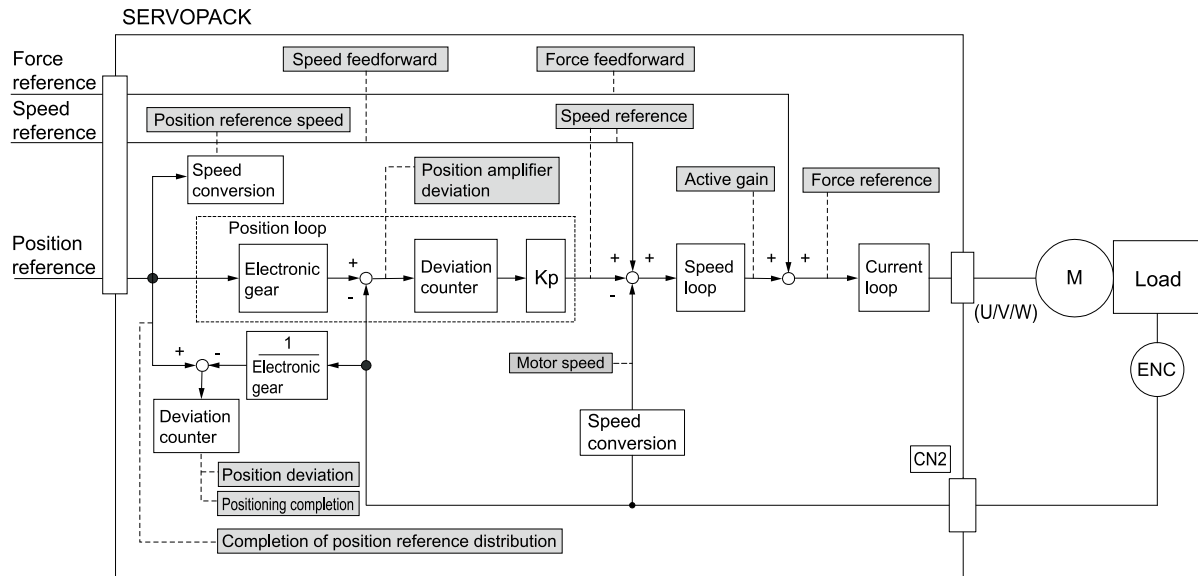 SERVOPACK
Force
reference
Speed
reference
Speed feedforward
Force feedforward
Position reference speed
Speed reference
Speed
conversion
Position amplifier
deviation
Active gain
Force reference
Position loop
Position
reference
Electronic
gear
+
-
Deviation
counter
Kp
+
+
-
+
Speed
loop
+
+
Current
loop
(U/V/W)
M
Load
+
-
1
Electronic
gear
Motor speed
ENC
Deviation
counter
Speed
conversion
CN2
Position deviation
Positioning completion
Completion of position reference distribution